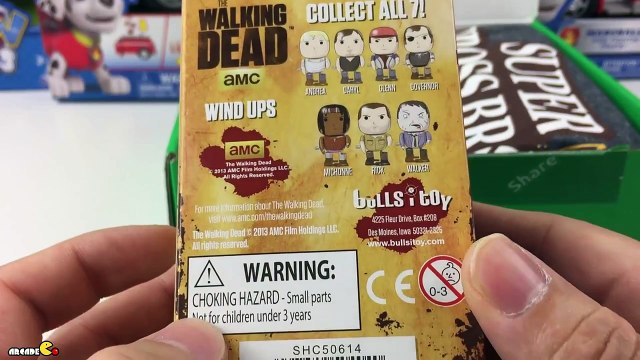 THE
WALKING
DEAD
amc
WIND UPS
amc
The Walking Dead
2013 AMC Film Holdings LLC.
All Rights Reserved.
COLLECT ALL 7!
ANDREA DARYL GLENN GOVERNOR
MICHONNE RICK WALKER
For more information about The Walking Dead,
visit www.amc.com/thewalkingdead
The Walking Dead © 2013 AMC Film Holdings LLC.
All rights reserved.
bulls i toy
4225 Fleur Drive, Box #208
Des Moines, Iowa 50321-2325
www.bullsitoy.com
WARNING:
CHOKING HAZARD - Small parts
Not for children under 3 years
CE
0-3
SHC50614
SUPER
Share
ARCADE